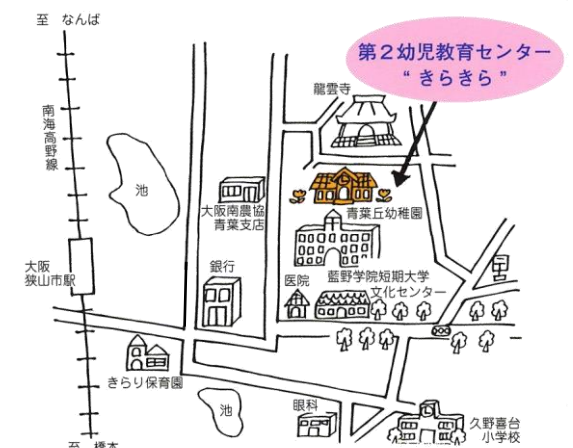 至 なんば
第2幼児教育センター
“ きらきら ”
龍雲寺
南海高野線
池
大阪南農協
青葉支店
青葉丘幼稚園
大阪
狭山市駅
銀行
医院
藍野学院短期大学
文化センター
きらり保育園
池
眼科
久野喜台
小学校
至 橋本